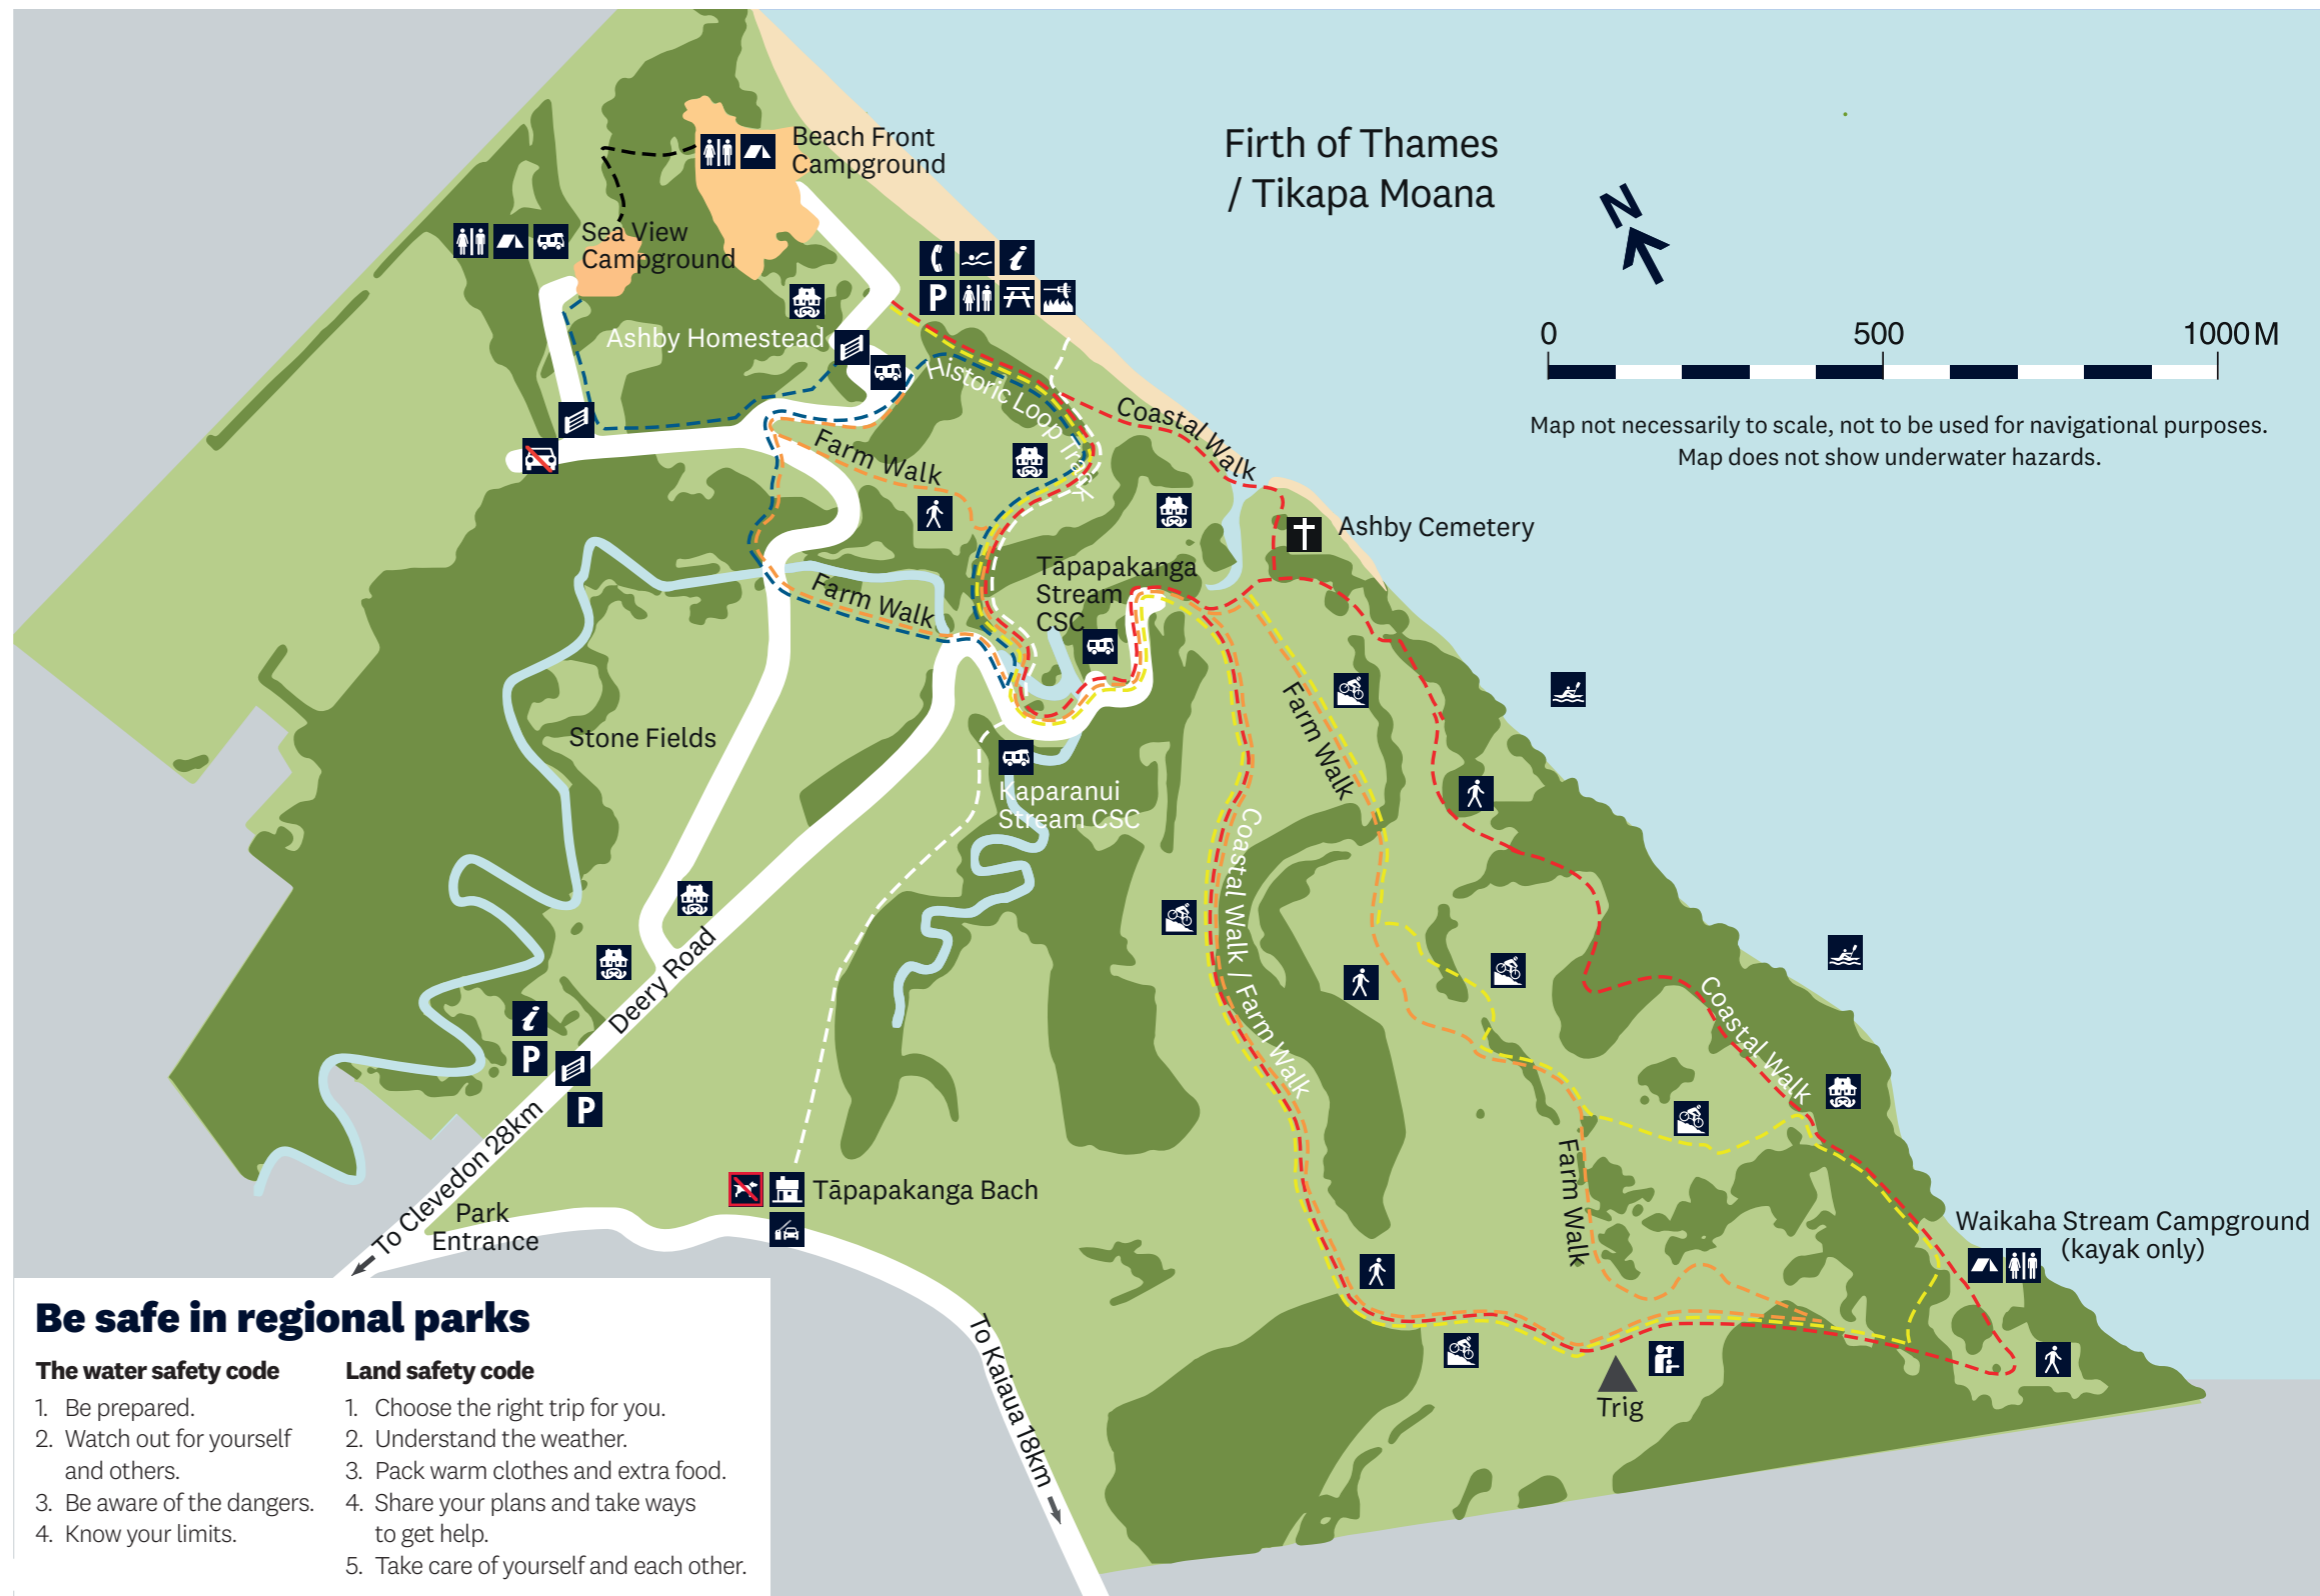 Beach Front
Campground
Firth of Thames
/ Tikapa Moana
N
Sea View
Campground
Ashby Homestead
P
0 500 1000 M
Map not necessarily to scale, not to be used for navigational purposes.
Map does not show underwater hazards.
Historic Loop Track
Coastal Walk
Farm Walk
Ashby Cemetery
Tāpapakanga
Stream
CSC
Farm Walk
Farm Walk
Stone Fields
Kaparanui
Stream CSC
Coastal Walk / Farm Walk
Deery Road
Coastal Walk
i
P
P
To Clevedon 28km
Farm Walk
Park
Entrance
Tāpapakanga Bach
Waikaha Stream Campground
(kayak only)
To Kaiaua 18km
Trig
Be safe in regional parks
The water safety code
1. Be prepared.
2. Watch out for yourself
and others.
3. Be aware of the dangers.
4. Know your limits.
Land safety code
1. Choose the right trip for you.
2. Understand the weather.
3. Pack warm clothes and extra food.
4. Share your plans and take ways
to get help.
5. Take care of yourself and each other.